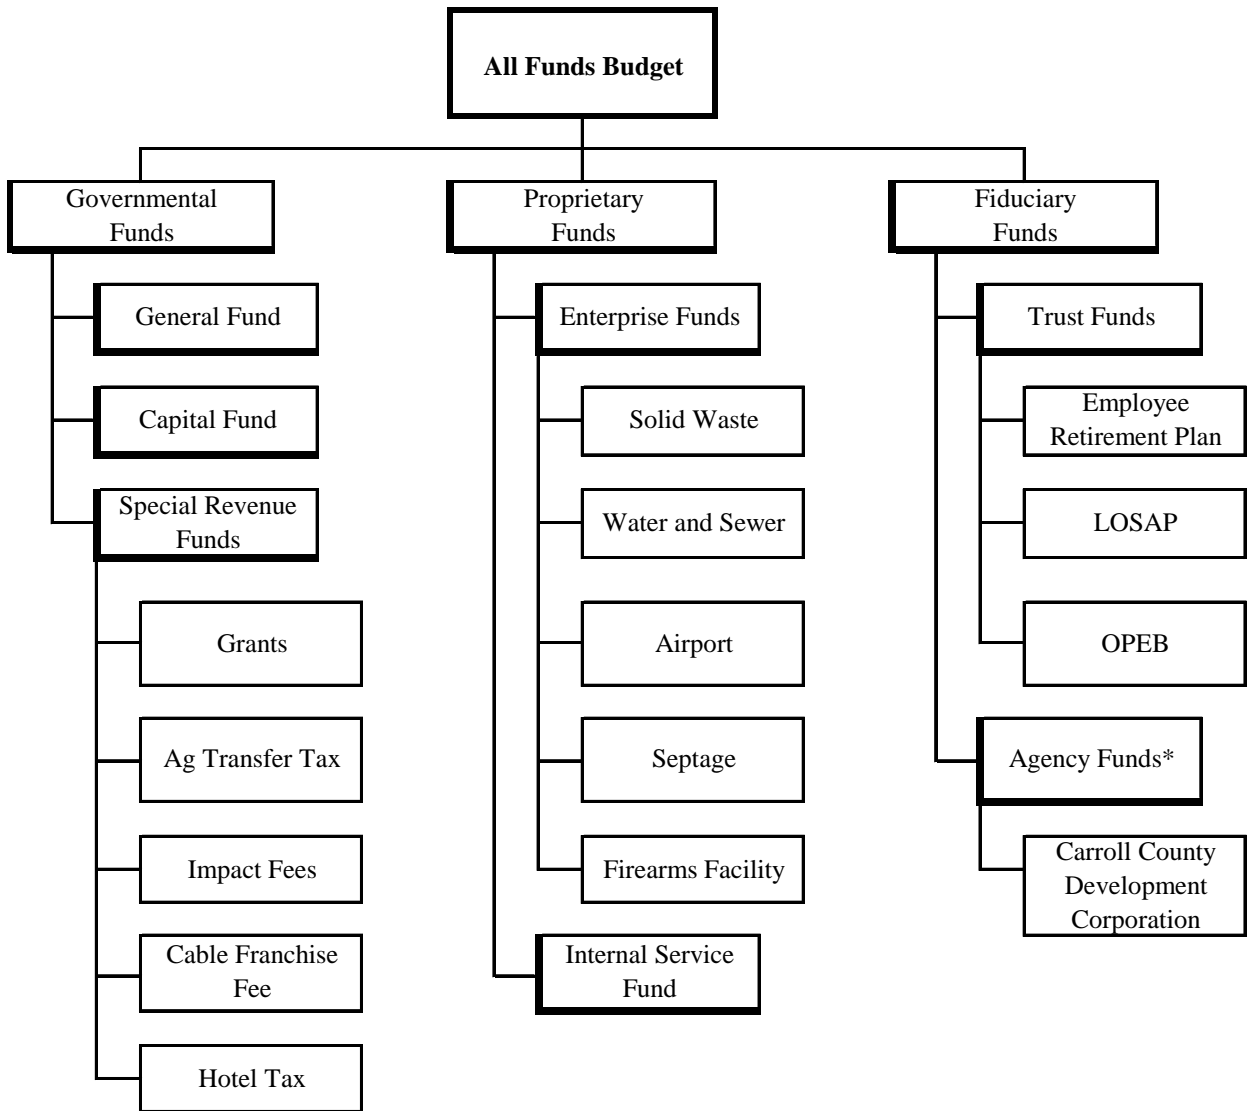 All Funds Budget
Governmental
Funds
General Fund
Capital Fund
Special Revenue
Funds
Grants
Ag Transfer Tax
Impact Fees
Cable Franchise
Fee
Hotel Tax
Proprietary
Funds
Enterprise Funds
Solid Waste
Water and Sewer
Airport
Septage
Firearms Facility
Internal Service
Fund
Fiduciary
Funds
Trust Funds
Employee
Retirement Plan
LOSAP
OPEB
Agency Funds*
Carroll County
Development
Corporation